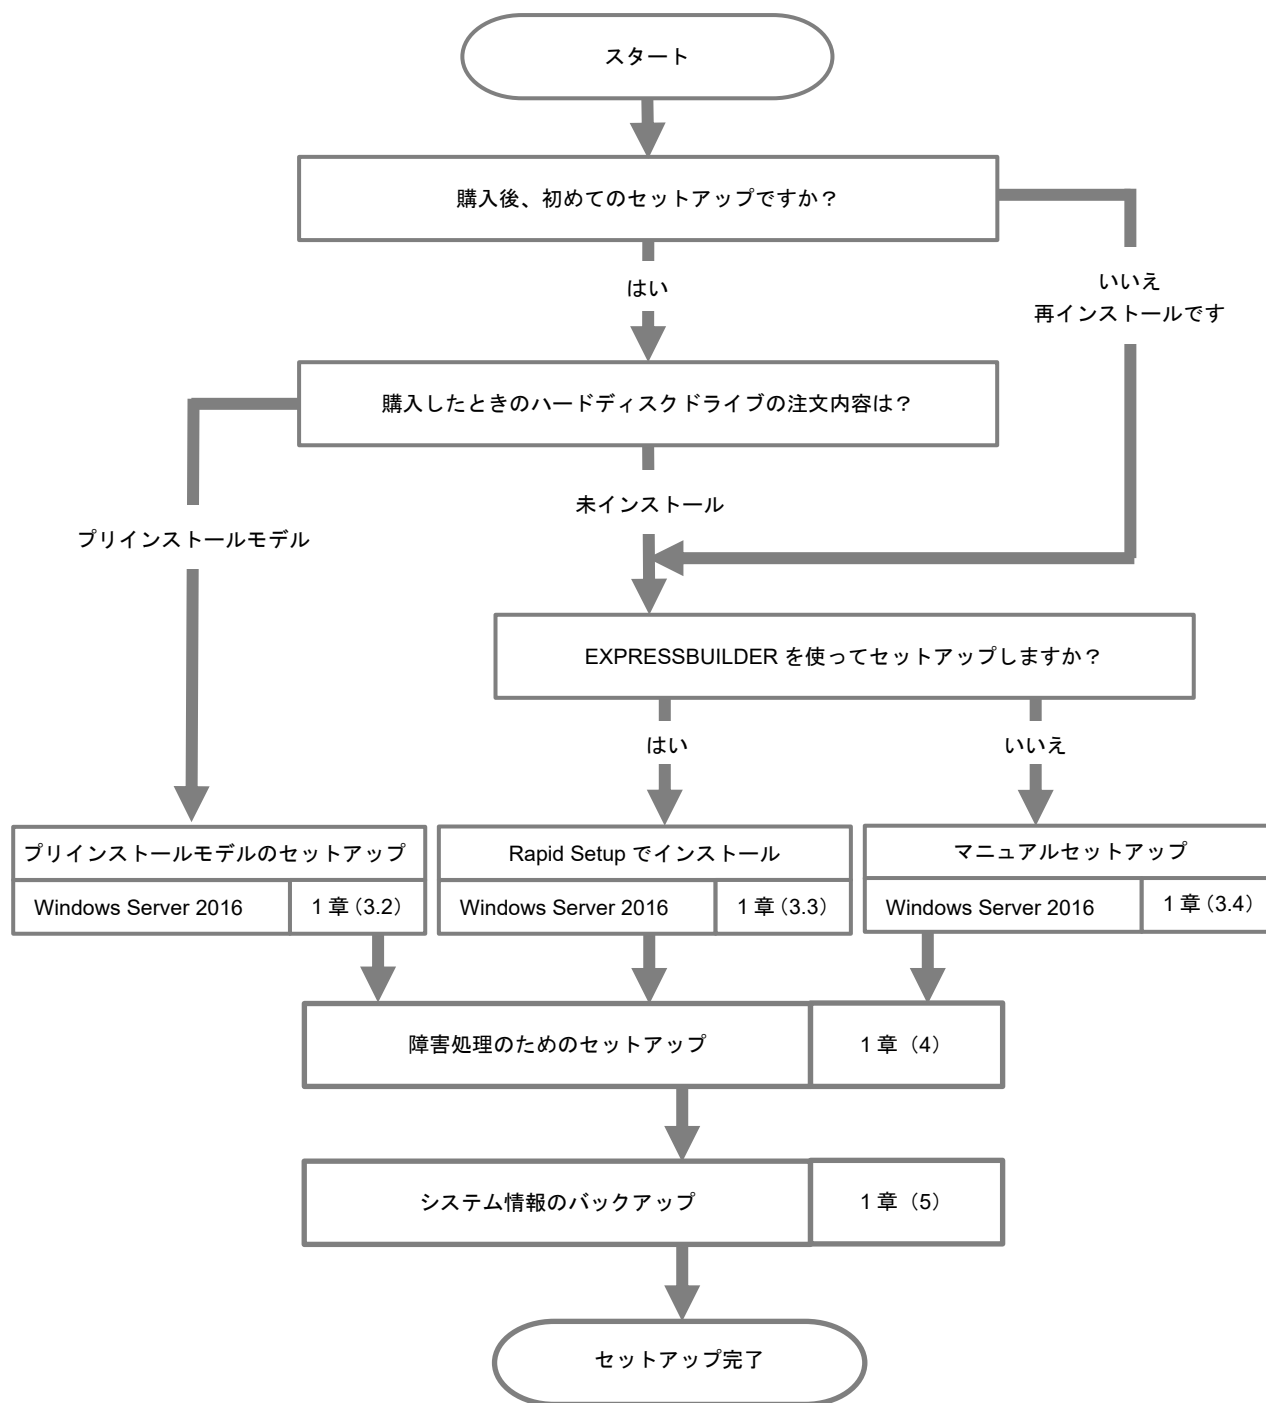 スタート
購入後、初めてのセットアップですか？
はい
いいえ
再インストールです
購入したときのハードディスクドライブの注文内容は？
未インストール
プリインストールモデル
EXPRESSBUILDER を使ってセットアップしますか？
はい
いいえ
プリインストールモデルのセットアップ
Windows Server 2016
1 章（3.2）
Rapid Setup でインストール
Windows Server 2016
1 章（3.3）
マニュアルセットアップ
Windows Server 2016
1 章（3.4）
障害処理のためのセットアップ
1 章（4）
システム情報のバックアップ
1 章（5）
セットアップ完了